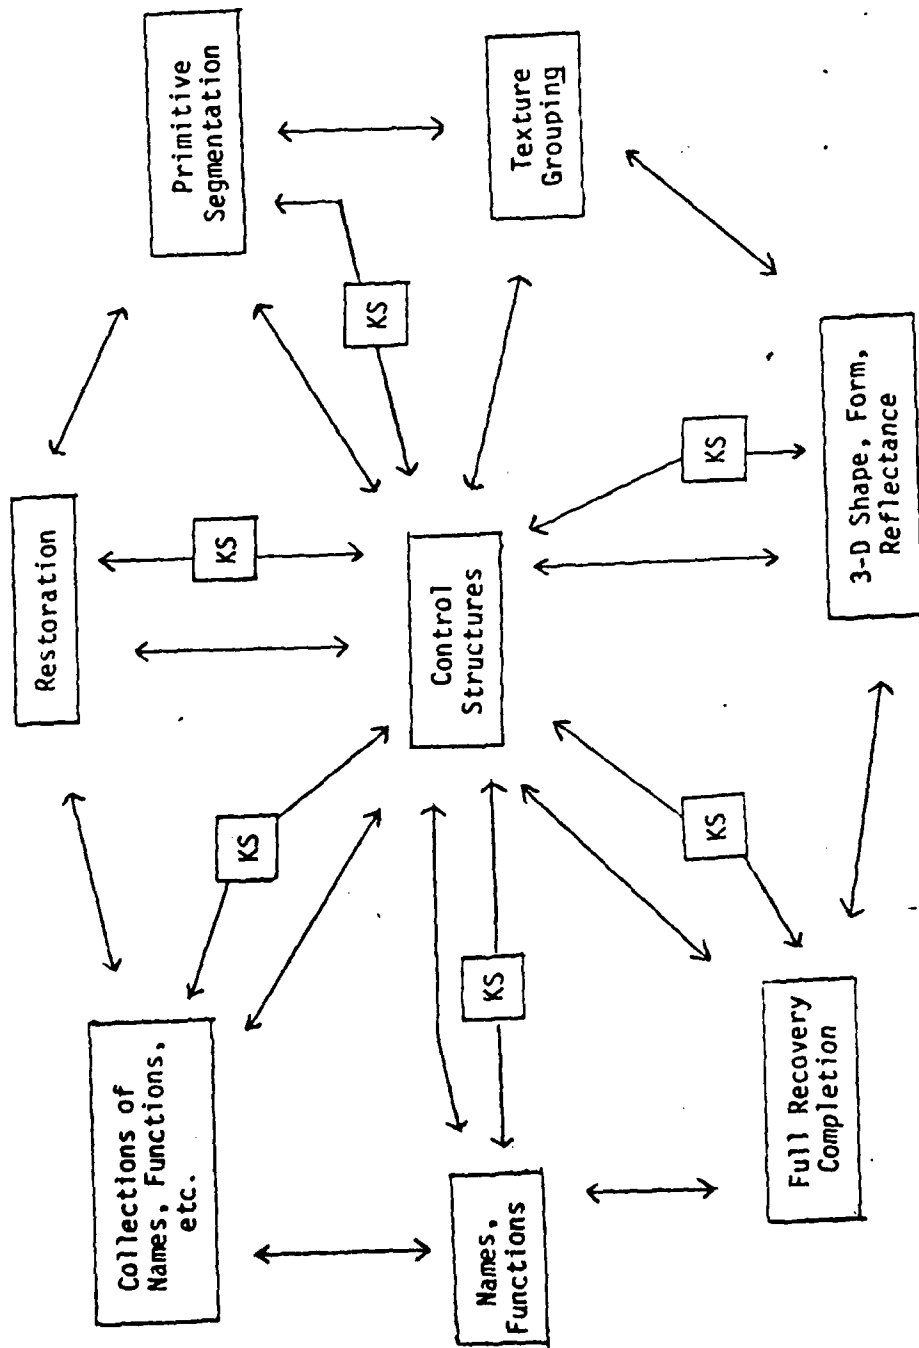 Restoration
Collections of
Names, Functions,
etc.
Primitive
Segmentation
KS
KS
KS
Control
Structures
Names,
Functions
KS
Texture
Grouping
KS
KS
Full Recovery
Completion
3-D Shape, Form,
Reflectance